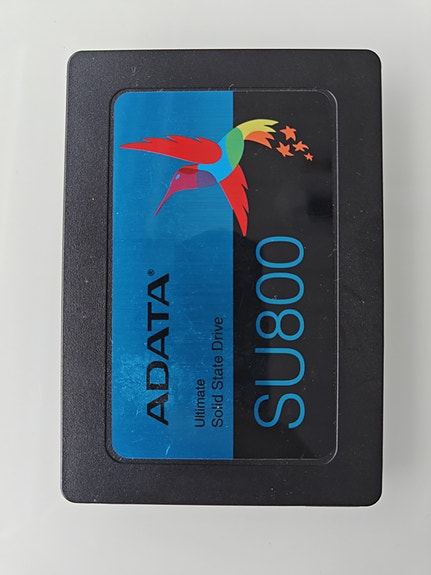 ADATA®
Ultimate
Solid State Drive
SU800